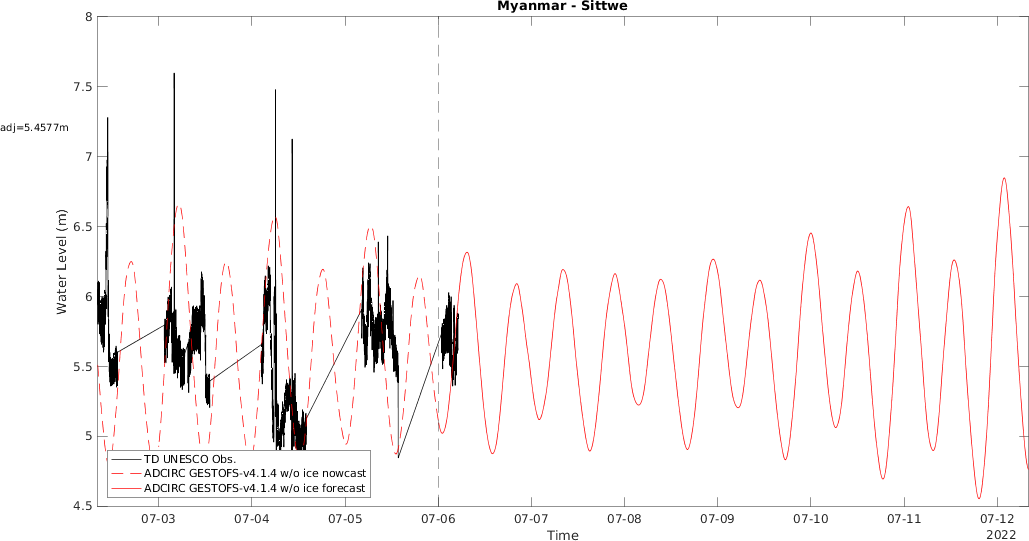 Myanmar - Sittwe
adj=5.4577m
Water Level (m)
8
7.5
7
6.5
6
5.5
5
4.5
TD UNESCO Obs.
ADCIRC GESTOFS-v4.1.4 w/o ice nowcast
ADCIRC GESTOFS-v4.1.4 w/o ice forecast
07-03 07-04 07-05 07-06 07-07 07-08 07-09 07-10 07-11 07-12
Time
2022